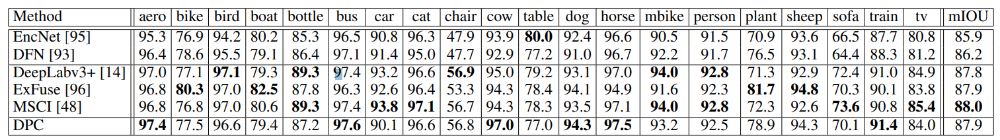 Method aero bike bird boat bottle bus car cat chair cow table dog horse mbike person plant sheep sofa train tv mIOU
EncNet [95] 95.3 76.9 94.2 80.2 85.3 96.5 90.8 96.3 47.9 93.9 80.0 92.4 96.6 90.5 91.5 70.9 93.6 66.5 87.7 80.8 85.9
DFN [93] 96.4 78.6 95.5 79.1 86.4 97.1 91.4 95.0 47.7 92.9 77.2 91.0 96.7 92.2 91.7 76.5 93.1 64.4 88.3 81.2 86.2
DeepLabv3+ [14] 97.0 77.1 97.1 79.3 89.3 97.4 93.2 96.6 56.9 95.0 79.2 93.1 97.0 94.0 92.8 71.3 92.9 72.4 91.0 84.9 87.8
ExFuse [96] 96.8 80.3 97.0 82.5 87.8 96.3 92.6 96.4 53.3 94.3 78.4 94.1 94.9 91.6 92.3 81.7 94.8 70.3 90.1 83.8 87.9
MSCI [48] 96.8 76.8 97.0 80.6 89.3 97.4 93.8 97.1 56.7 94.3 78.3 93.5 97.1 94.0 92.8 72.3 92.6 73.6 90.8 85.4 88.0
DPC 97.4 77.5 96.6 79.4 87.2 97.6 90.1 96.6 56.8 97.0 77.0 94.3 97.5 93.2 92.5 78.9 94.3 70.1 91.4 84.0 87.9